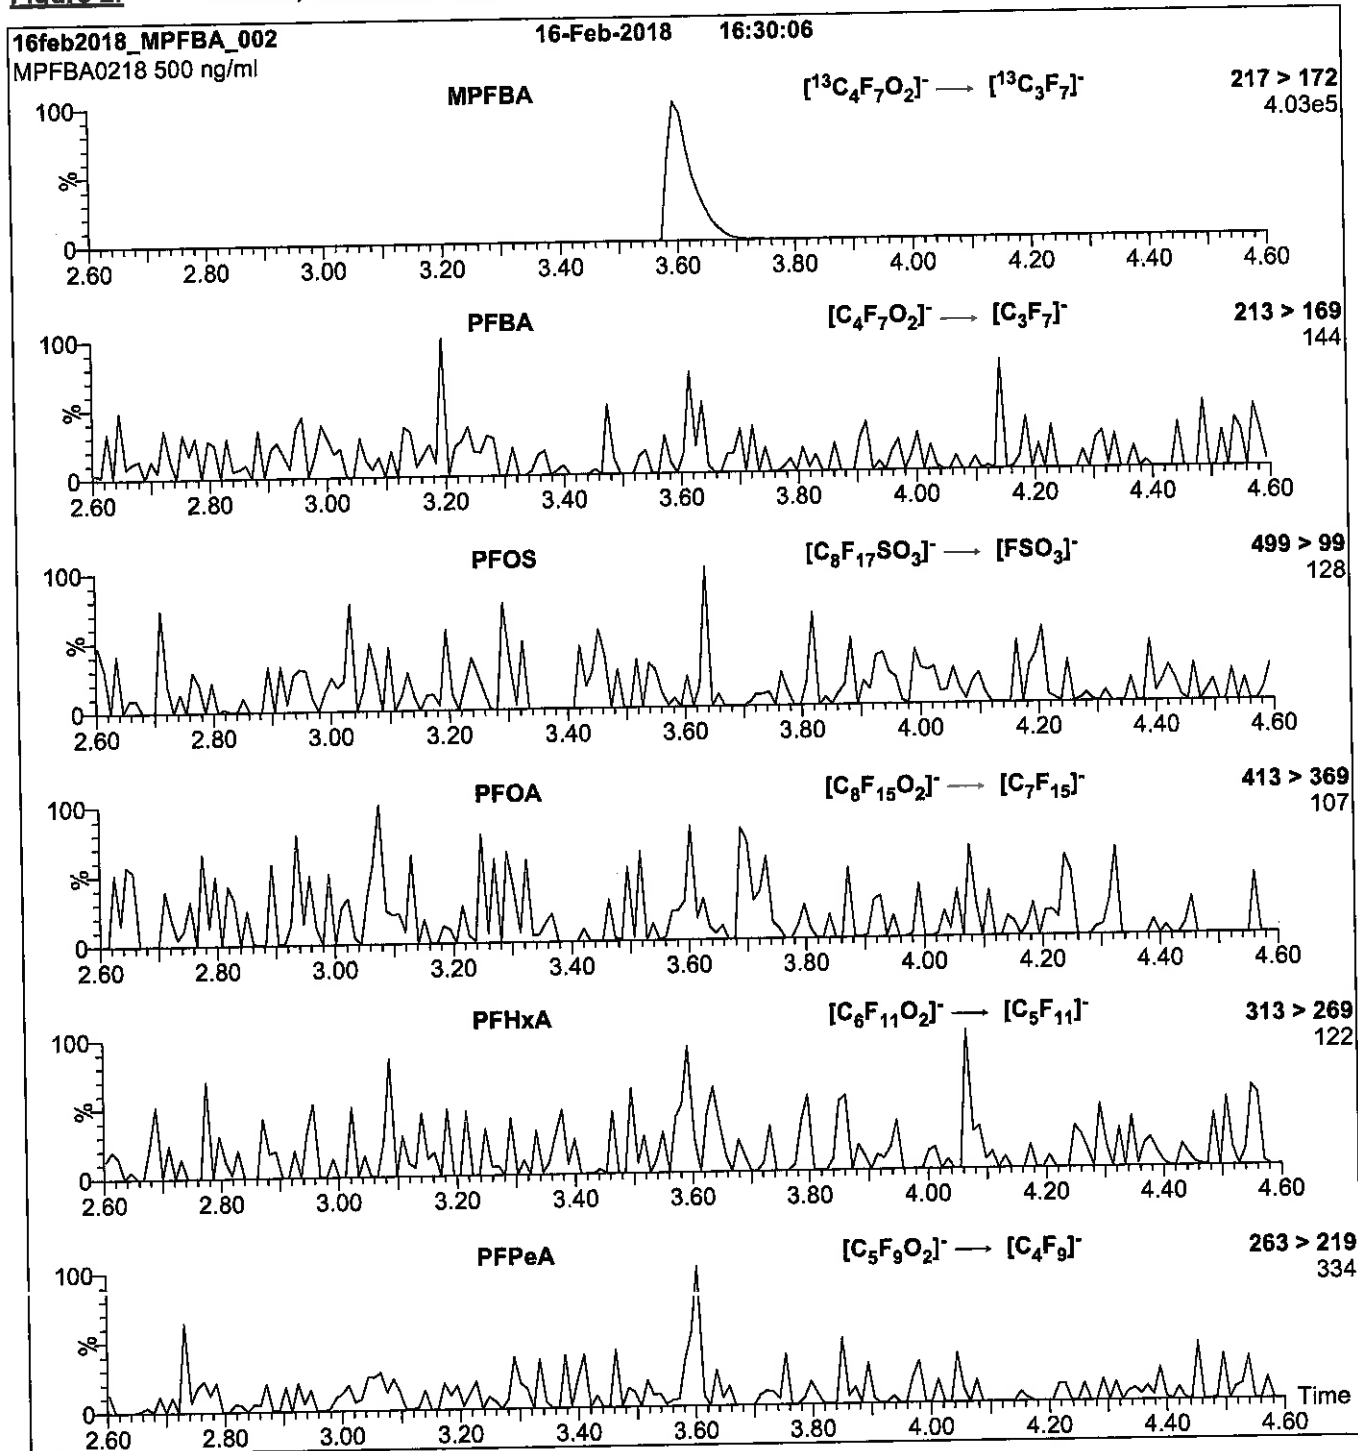 16feb2018_MPFBA_002 16-Feb-2018 16:30:06
MPFBA0218 500 ng/ml
MPFBA [¹³C₄F₇O₂]⁻ → [¹³C₃F₇]⁻ 217 > 172
4.03e5
100
%
0
2.60 2.80 3.00 3.20 3.40 3.60 3.80 4.00 4.20 4.40 4.60
PFBA [C₄F₇O₂]⁻ → [C₃F₇]⁻ 213 > 169
144
100
%
0
2.60 2.80 3.00 3.20 3.40 3.60 3.80 4.00 4.20 4.40 4.60
PFOS [C₈F₁₇SO₃]⁻ → [FSO₃]⁻ 499 > 99
128
100
%
0
2.60 2.80 3.00 3.20 3.40 3.60 3.80 4.00 4.20 4.40 4.60
PFOA [C₈F₁₅O₂]⁻ → [C₇F₁₅]⁻ 413 > 369
107
100
%
0
2.60 2.80 3.00 3.20 3.40 3.60 3.80 4.00 4.20 4.40 4.60
PFHxA [C₆F₁₁O₂]⁻ → [C₅F₁₁]⁻ 313 > 269
122
100
%
0
2.60 2.80 3.00 3.20 3.40 3.60 3.80 4.00 4.20 4.40 4.60
PFPeA [C₅F₉O₂]⁻ → [C₄F₉]⁻ 263 > 219
334
100
%
0
Time
2.60 2.80 3.00 3.20 3.40 3.60 3.80 4.00 4.20 4.40 4.60